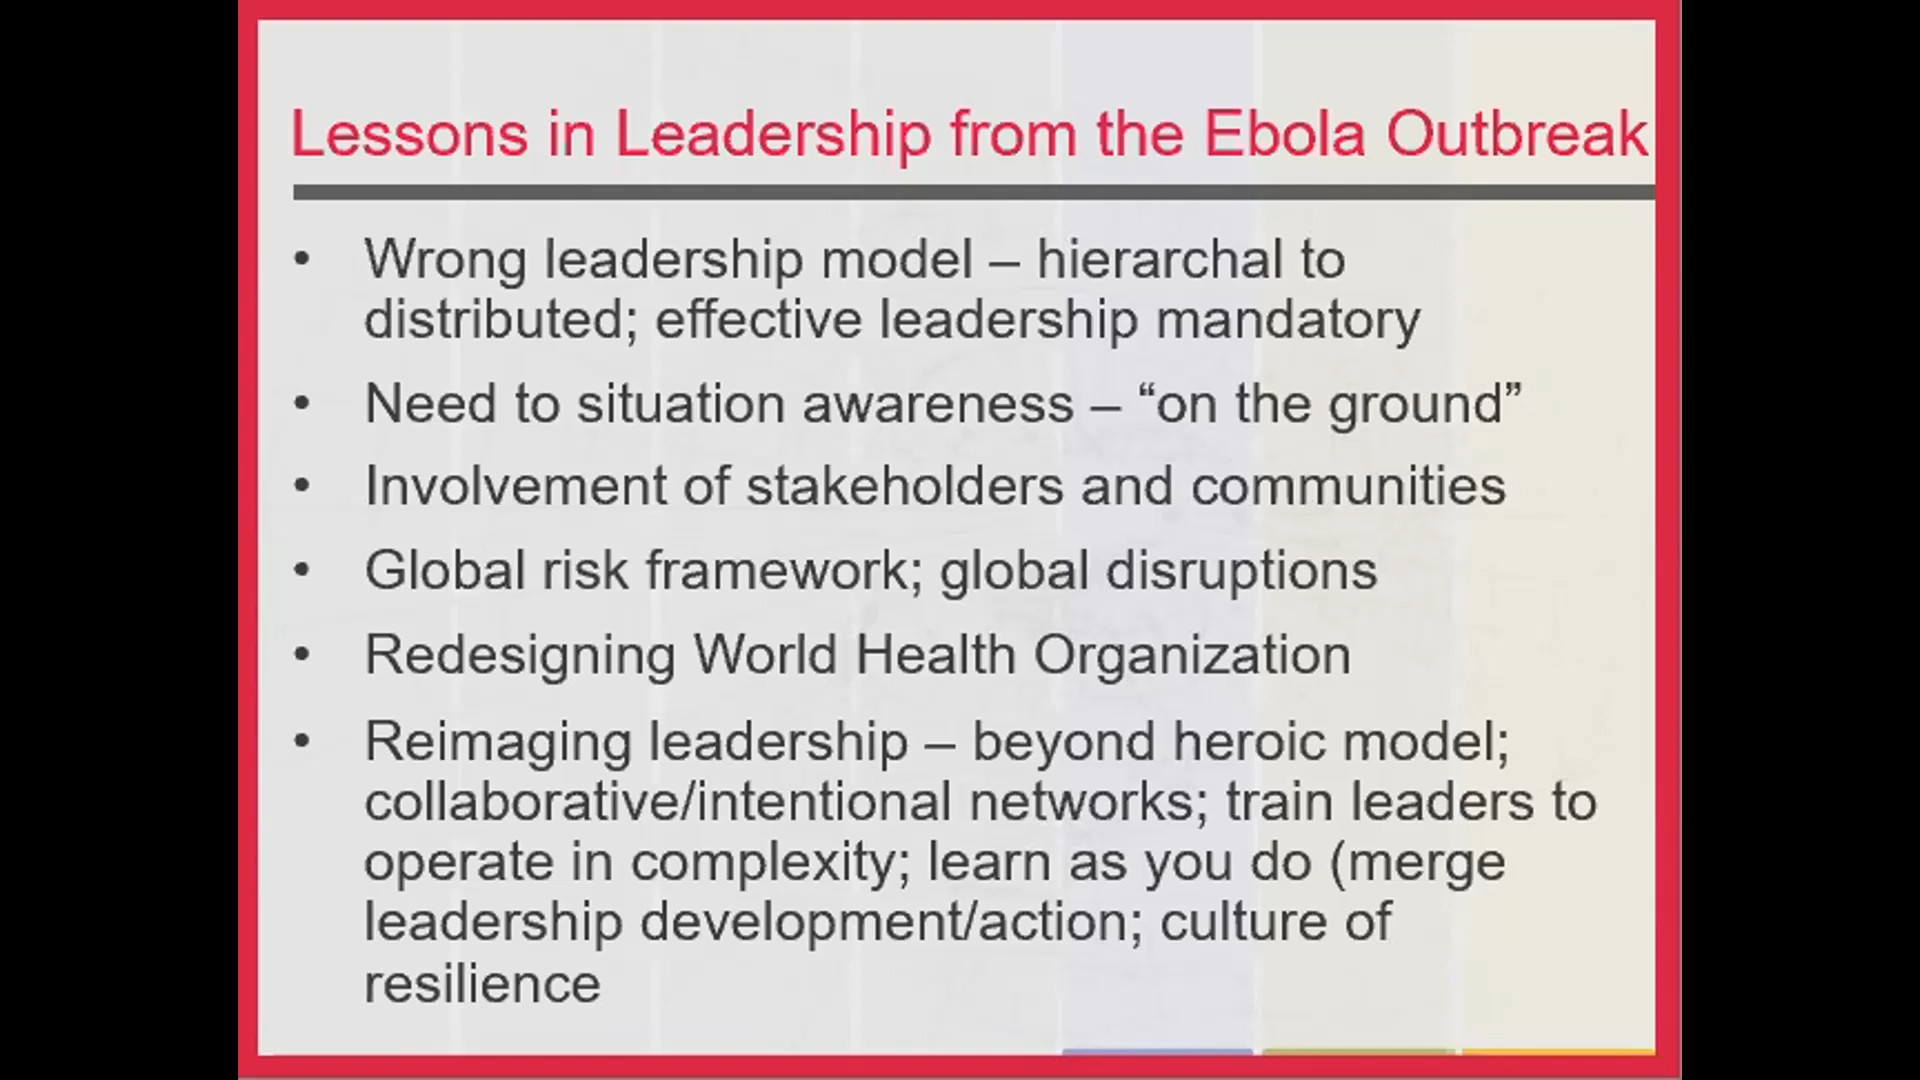 Lessons in Leadership from the Ebola Outbreak
• Wrong leadership model – hierarchal to
distributed; effective leadership mandatory
• Need to situation awareness – “on the ground”
• Involvement of stakeholders and communities
• Global risk framework; global disruptions
• Redesigning World Health Organization
• Reimaging leadership – beyond heroic model;
collaborative/intentional networks; train leaders to
operate in complexity; learn as you do (merge
leadership development/action; culture of
resilience